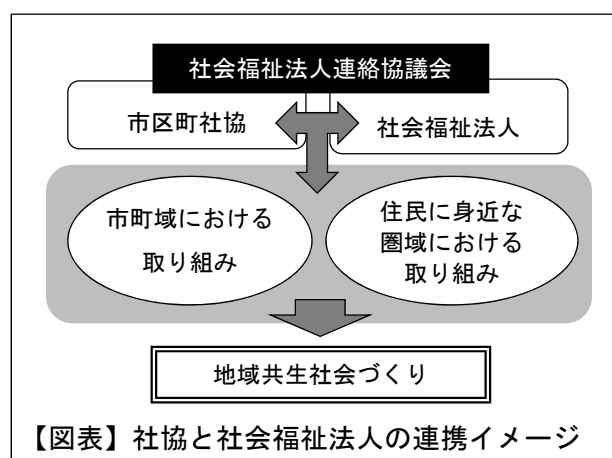 社会福祉法人連絡協議会
市区町社協
社会福祉法人
市町域における
取り組み
住民に身近な
圏域における
取り組み
地域共生社会づくり
【図表】社協と社会福祉法人の連携イメージ